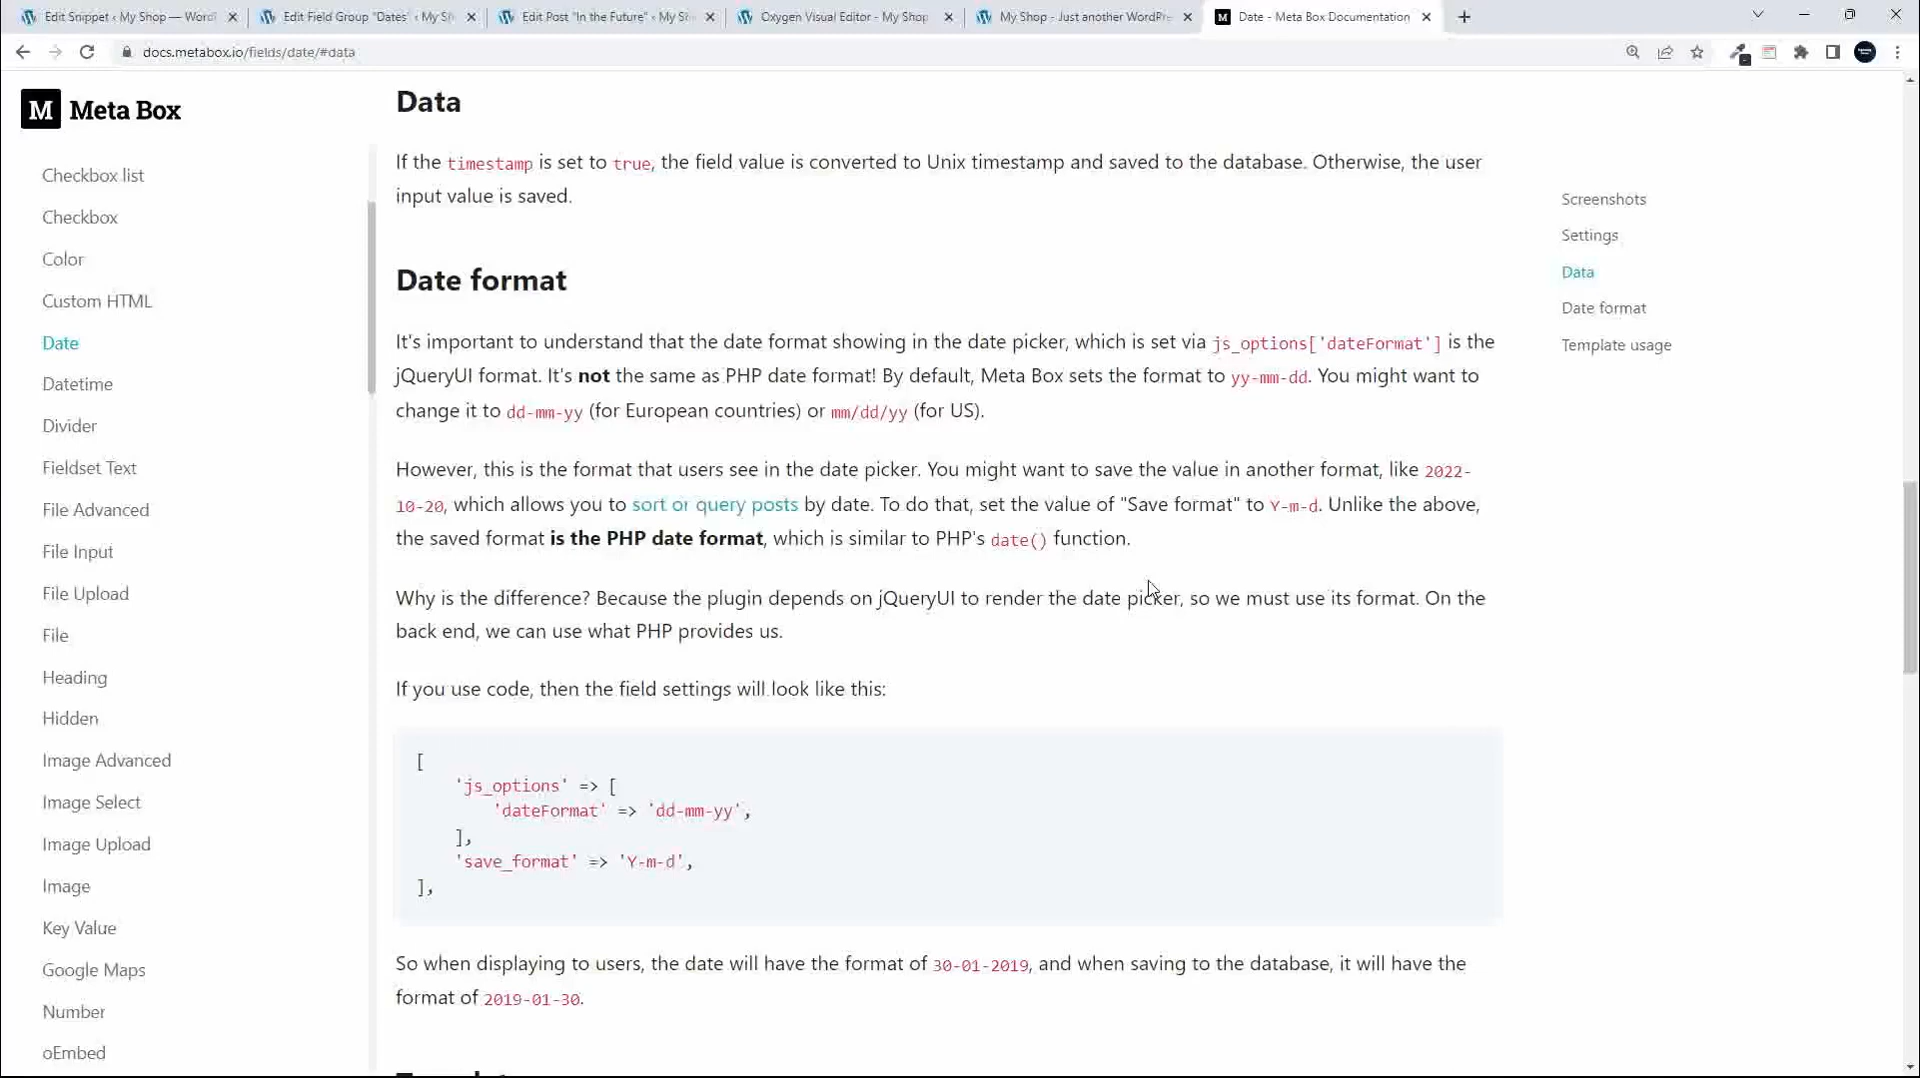 Edit Snippet ‹ My Shop — Word
Edit Field Group "Dates" ‹ My Sh
Edit Post "In the Future" ‹ My Sh
Oxygen Visual Editor - My Shop
My Shop - Just another WordPre
Date - Meta Box Documentation
docs.metabox.io/fields/date/#data
M Meta Box
Checkbox list
Checkbox
Color
Custom HTML
Date
Datetime
Divider
Fieldset Text
File Advanced
File Input
File Upload
File
Heading
Hidden
Image Advanced
Image Select
Image Upload
Image
Key Value
Google Maps
Number
oEmbed
Data
If the timestamp is set to true, the field value is converted to Unix timestamp and saved to the database. Otherwise, the user
input value is saved.
Date format
It's important to understand that the date format showing in the date picker, which is set via js_options['dateFormat'] is the
jQueryUI format. It's not the same as PHP date format! By default, Meta Box sets the format to yy-mm-dd. You might want to
change it to dd-mm-yy (for European countries) or mm/dd/yy (for US).
However, this is the format that users see in the date picker. You might want to save the value in another format, like 2022-
10-20, which allows you to sort or query posts by date. To do that, set the value of "Save format" to Y-m-d. Unlike the above,
the saved format is the PHP date format, which is similar to PHP's date() function.
Why is the difference? Because the plugin depends on jQueryUI to render the date picker, so we must use its format. On the
back end, we can use what PHP provides us.
If you use code, then the field settings will look like this:
[
'js_options' => [
'dateFormat' => 'dd-mm-yy',
],
'save_format' => 'Y-m-d',
],
So when displaying to users, the date will have the format of 30-01-2019, and when saving to the database, it will have the
format of 2019-01-30.
Screenshots
Settings
Data
Date format
Template usage